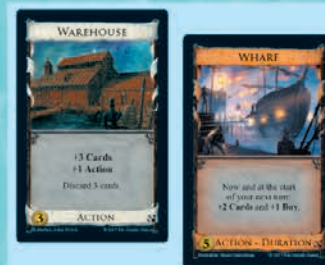 WAREHOUSE
+3 Cards
+1 Action
Discard 3 cards.
3 ACTION
WHARF
Now and at the start
of your next turn:
+2 Cards and +1 Buy.
5 ACTION - DURATION